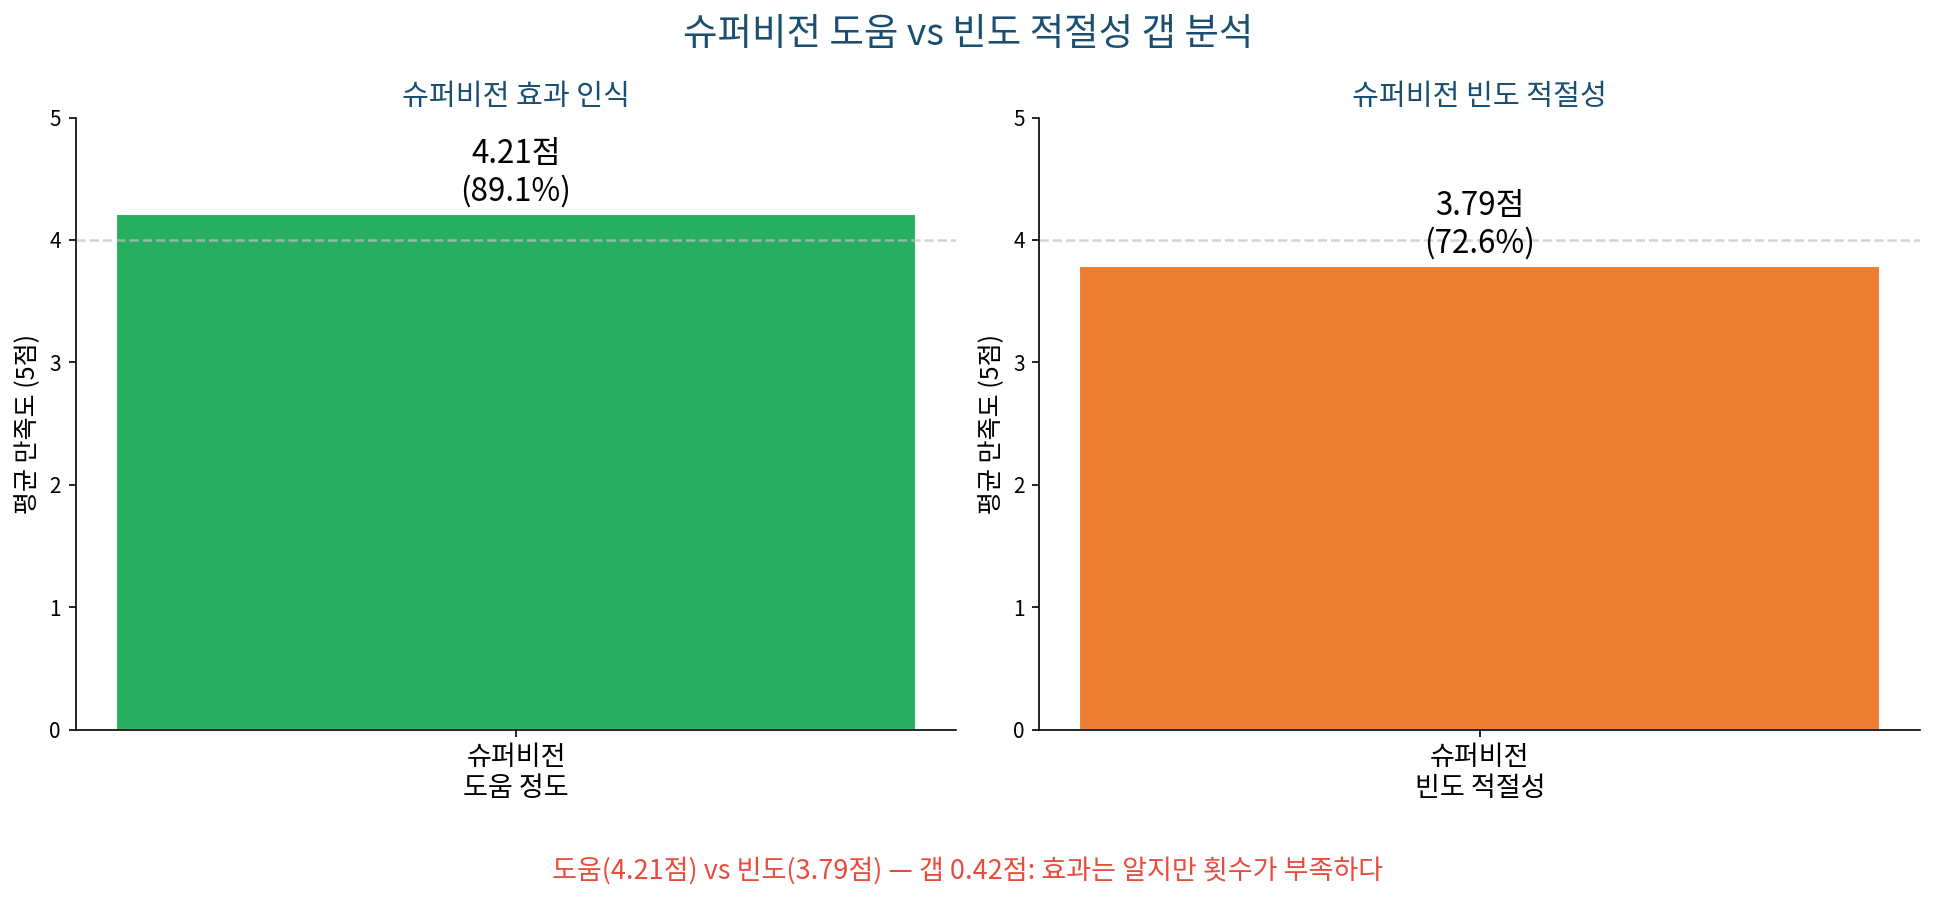 슈퍼비전 도움 vs 빈도 적절성 갭 분석
슈퍼비전 효과 인식
5
4
3
2
1
0
평균 만족도 (5점)
4.21점
(89.1%)
슈퍼비전
도움 정도
슈퍼비전 빈도 적절성
5
4
3
2
1
0
평균 만족도 (5점)
3.79점
(72.6%)
슈퍼비전
빈도 적절성
도움(4.21점) vs 빈도(3.79점) — 갭 0.42점: 효과는 알지만 횟수가 부족하다